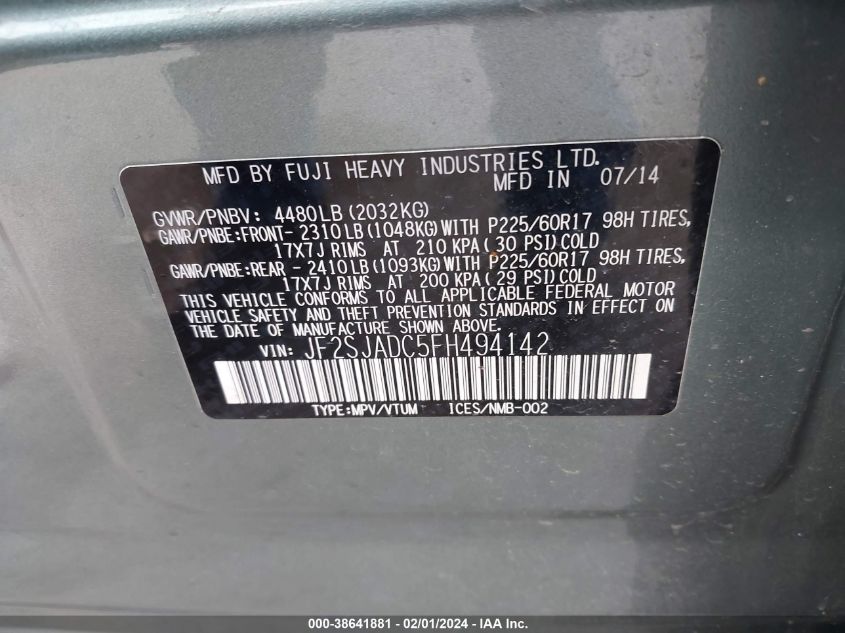 MFD BY FUJI HEAVY INDUSTRIES LTD.
MFD IN 07/14
GVWR/PNBV: 4480LB(2032KG)
GAWR/PNBE:FRONT- 2310LB(1048KG)WITH P225/60R17 98H TIRES,
17X7J RIMS AT 210 KPA( 30 PSI)COLD
GAWR/PNBE:REAR - 2410LB(1093KG)WITH P225/60R17 98H TIRES,
17X7J RIMS AT 200 KPA( 29 PSI)COLD
THIS VEHICLE CONFORMS TO ALL APPLICABLE FEDERAL MOTOR
VEHICLE SAFETY AND THEFT PREVENTION STANDARDS IN EFFECT ON
THE DATE OF MANUFACTURE SHOWN ABOVE.
VIN: JF2SJADC5FH494142
TYPE:MPV/VTUM ICES/NMB-002
000-38641881 - 02/01/2024 - IAA Inc.